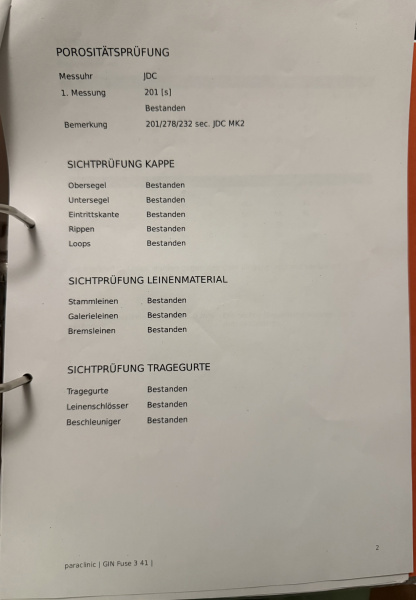 POROSITÄTSPRÜFUNG
Messuhr JDC
1. Messung 201 [s]
Bestanden
Bemerkung 201/278/232 sec. JDC MK2
SICHTPRÜFUNG KAPPE
Obersegel Bestanden
Untersegel Bestanden
Eintrittskante Bestanden
Rippen Bestanden
Loops Bestanden
SICHTPRÜFUNG LEINENMATERIAL
Stammleinen Bestanden
Galerieleinen Bestanden
Bremsleinen Bestanden
SICHTPRÜFUNG TRAGEGURTE
Tragegurte Bestanden
Leinenschlösser Bestanden
Beschleuniger Bestanden
2
paraclinic | GIN Fuse 3 41 |